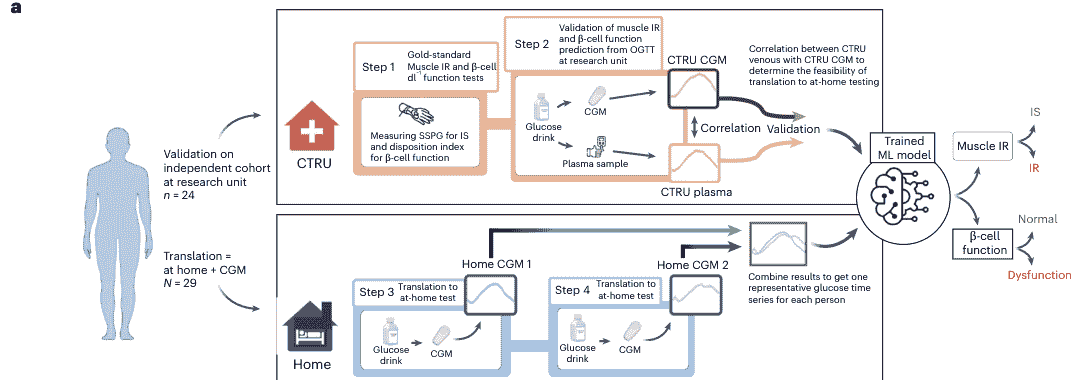 a
Validation on
independent cohort
at research unit
n = 24
Translation =
at home + CGM
N = 29
CTRU
Step 1
Gold-standard
Muscle IR and β-cell
dl⁻¹ function tests
Measuring SSPG for IS
and disposition index
for β-cell function
Step 2
Validation of muscle IR
and β-cell function
prediction from OGTT
at research unit
Glucose
drink
CGM
Plasma sample
CTRU CGM
Correlation
CTRU plasma
Correlation between CTRU
venous with CTRU CGM to
determine the feasibility of
translation to at-home testing
Validation
Home
Step 3
Translation to
at-home test
Glucose
drink
CGM
Home CGM 1
Step 4
Translation to
at-home test
Glucose
drink
CGM
Home CGM 2
Combine results to get one
representative glucose time
series for each person
Trained
ML model
Muscle IR
IS
IR
β-cell
function
Normal
Dysfunction